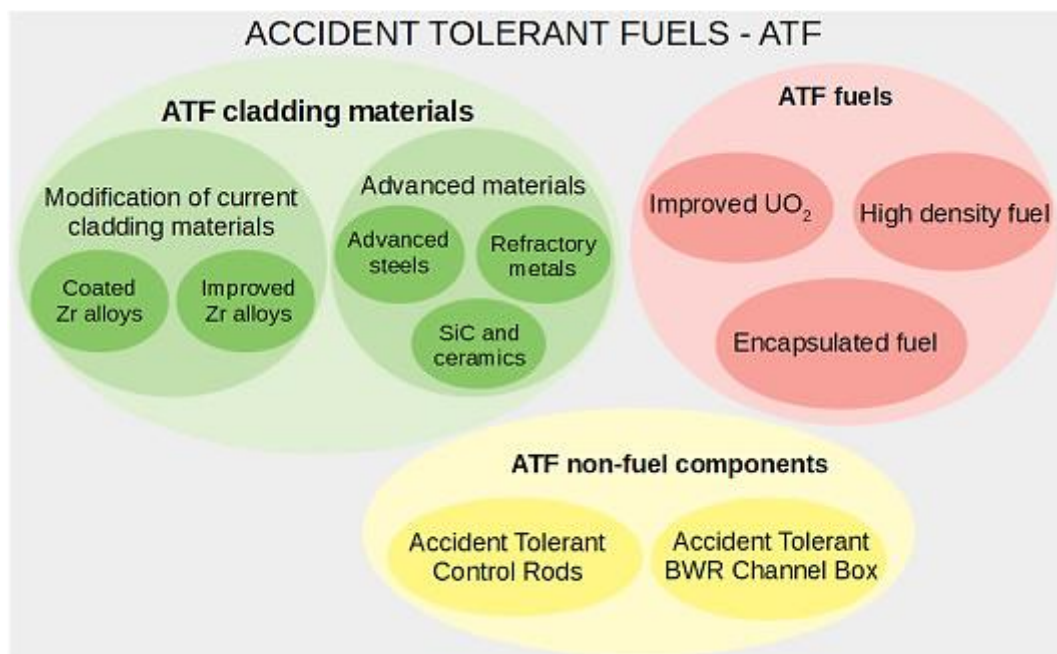 ACCIDENT TOLERANT FUELS - ATF
ATF cladding materials
Modification of current
cladding materials
Coated
Zr alloys
Improved
Zr alloys
Advanced materials
Advanced
steels
Refractory
metals
SiC and
ceramics
ATF fuels
Improved UO₂
High density fuel
Encapsulated fuel
ATF non-fuel components
Accident Tolerant
Control Rods
Accident Tolerant
BWR Channel Box